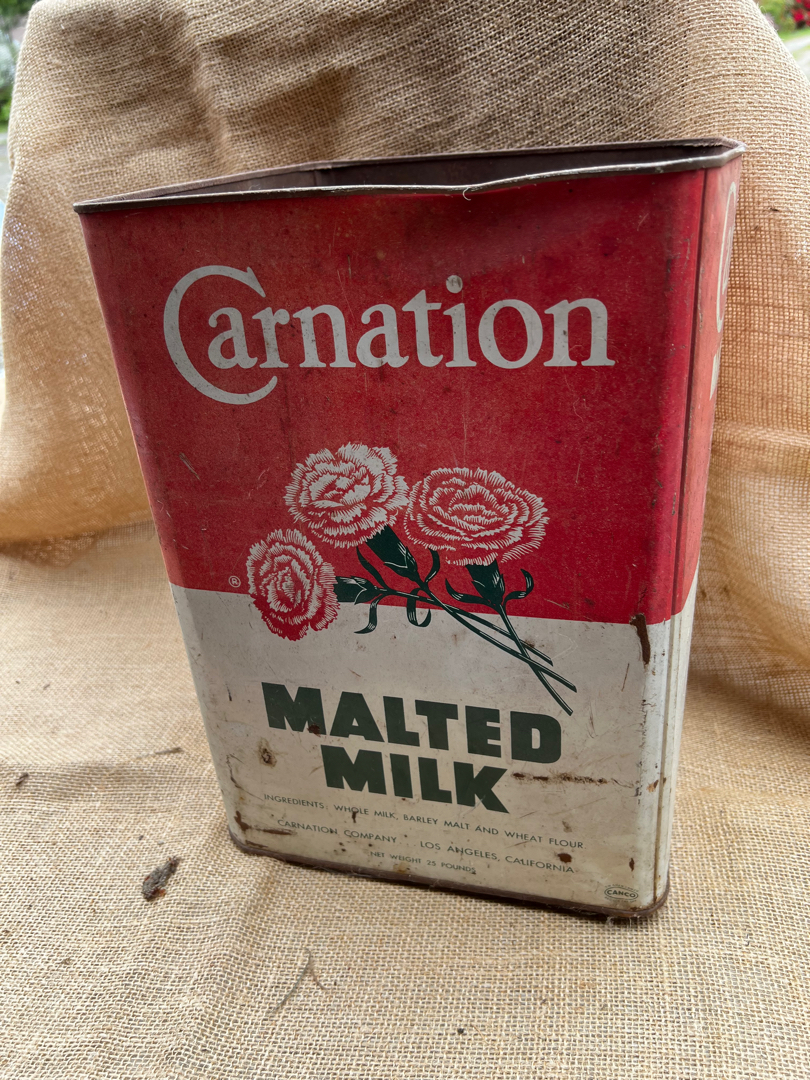 Carnation
®
MALTED
MILK
INGREDIENTS: WHOLE MILK, BARLEY MALT AND WHEAT FLOUR
CARNATION COMPANY LOS ANGELES, CALIFORNIA
NET WEIGHT 25 POUNDS
CANCO